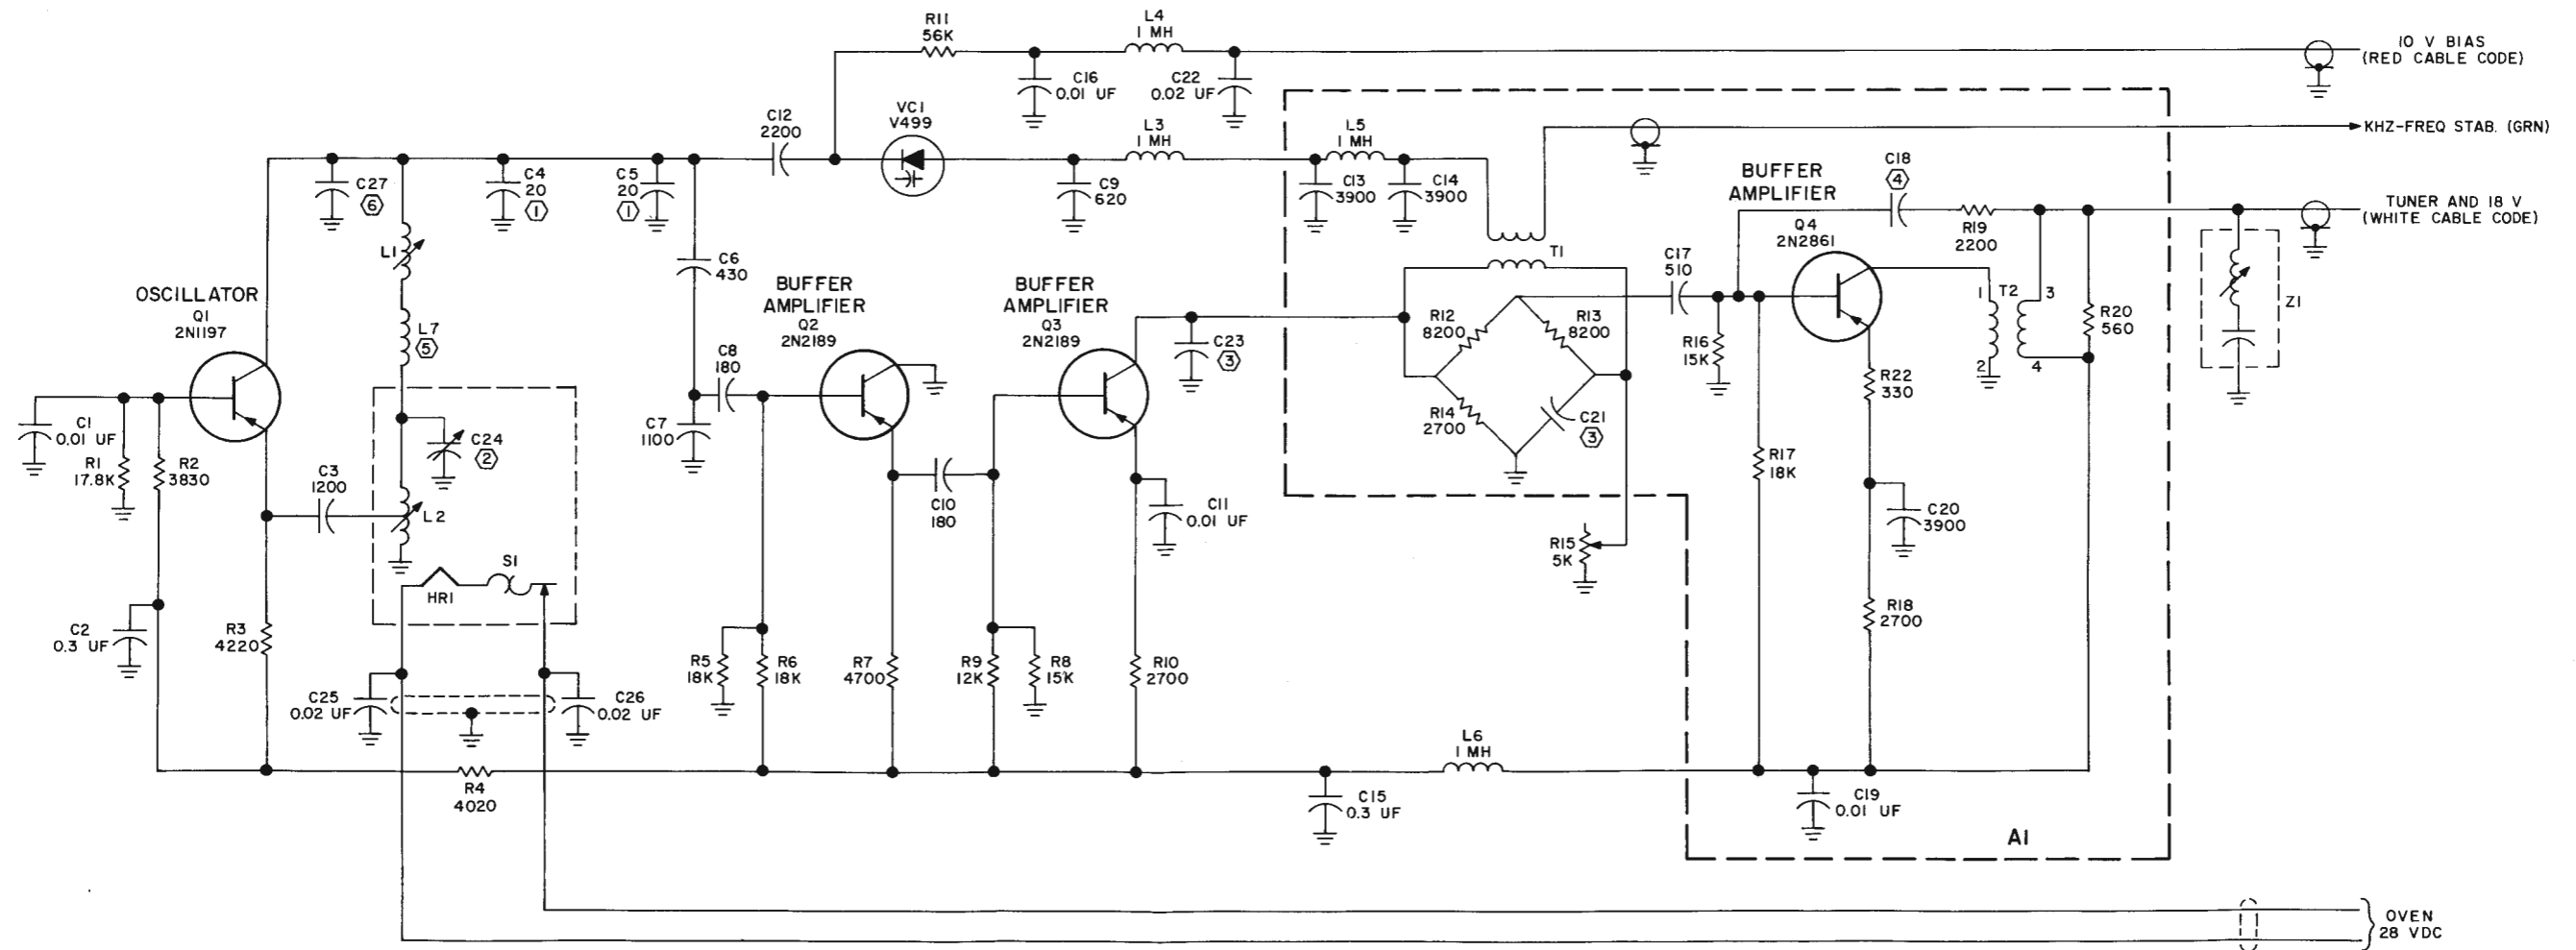 R11
56K
L4
1 MH
C16
0.01 UF
C22
0.02 UF
10 V BIAS
(RED CABLE CODE)
C12
2200
VC1
V499
L3
1 MH
L5
1 MH
KHZ-FREQ STAB. (GRN)
C27
6
C4
20
1
C5
20
1
C9
620
C13
3900
C14
3900
BUFFER
AMPLIFIER
Q4
2N2861
C18
4
R19
2200
TUNER AND 18 V
(WHITE CABLE CODE)
L1
C6
430
T1
C17
510
OSCILLATOR
Q1
2N1197
L7
5
BUFFER
AMPLIFIER
Q2
2N2189
BUFFER
AMPLIFIER
Q3
2N2189
C23
3
R12
8200
R13
8200
R16
15K
1
T2
3
2
4
R20
560
Z1
C8
180
C7
1100
R14
2700
C21
3
R22
330
C1
0.01 UF
R1
17.8K
R2
3830
C3
1200
C24
2
L2
C10
180
C11
0.01 UF
R17
18K
C20
3900
S1
HR1
R15
5K
C2
0.3 UF
R3
4220
R5
18K
R6
18K
R7
4700
R9
12K
R8
15K
R10
2700
R18
2700
C25
0.02 UF
C26
0.02 UF
R4
4020
L6
1 MH
C15
0.3 UF
C19
0.01 UF
A1
OVEN
28 VDC